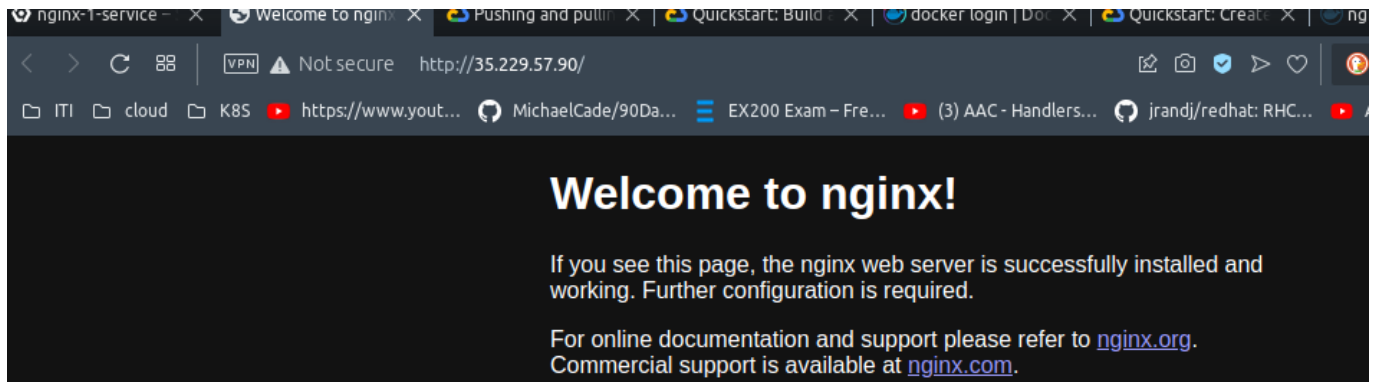 nginx-1-service –
Welcome to nginx
Pushing and pullin
Quickstart: Build
docker login | Doc
Quickstart: Create
ng
VPN
Not secure
http://35.229.57.90/
ITI
cloud
K8S
https://www.yout...
MichaelCade/90Da...
EX200 Exam – Fre...
(3) AAC - Handlers...
jrandj/redhat: RHC...
Welcome to nginx!
If you see this page, the nginx web server is successfully installed and
working. Further configuration is required.
For online documentation and support please refer to nginx.org.
Commercial support is available at nginx.com.